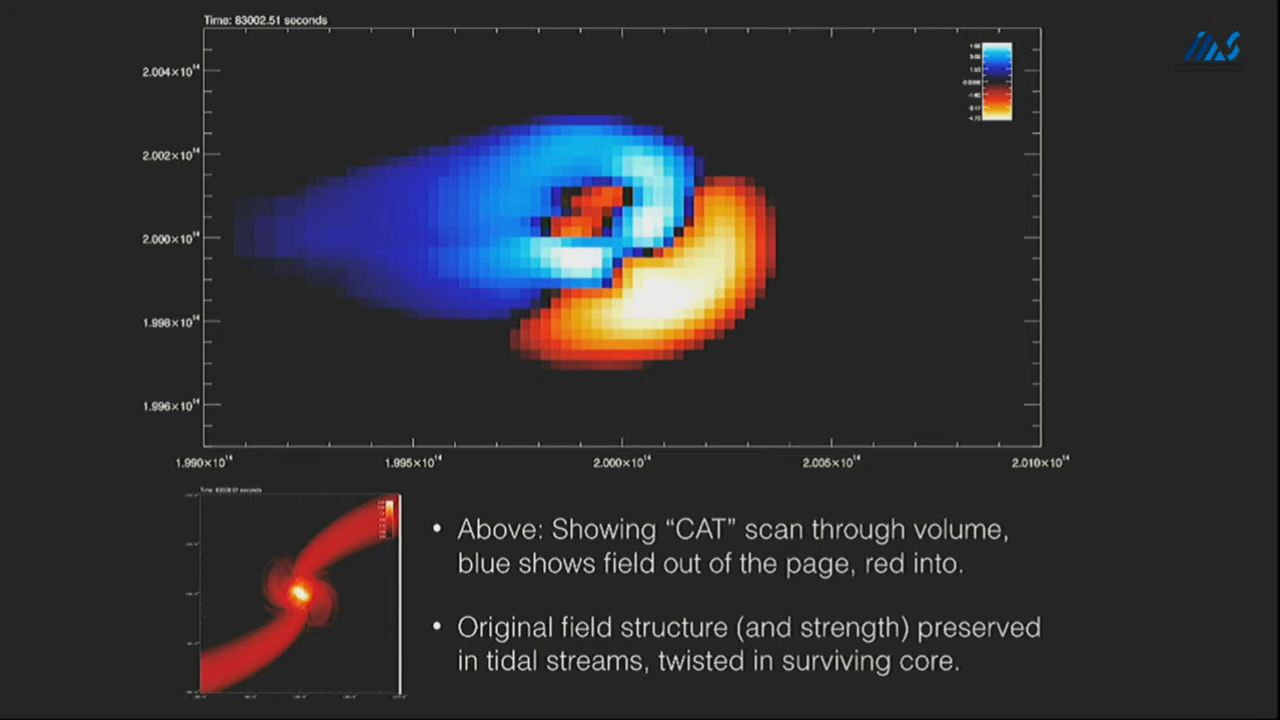 Time: 83002.51 seconds
2.004×10¹⁴
2.002×10¹⁴
2.000×10¹⁴
1.998×10¹⁴
1.996×10¹⁴
1.990×10¹⁴ 1.995×10¹⁴ 2.000×10¹⁴ 2.005×10¹⁴ 2.010×10¹⁴
• Above: Showing “CAT” scan through volume,
blue shows field out of the page, red into.
• Original field structure (and strength) preserved
in tidal streams, twisted in surviving core.